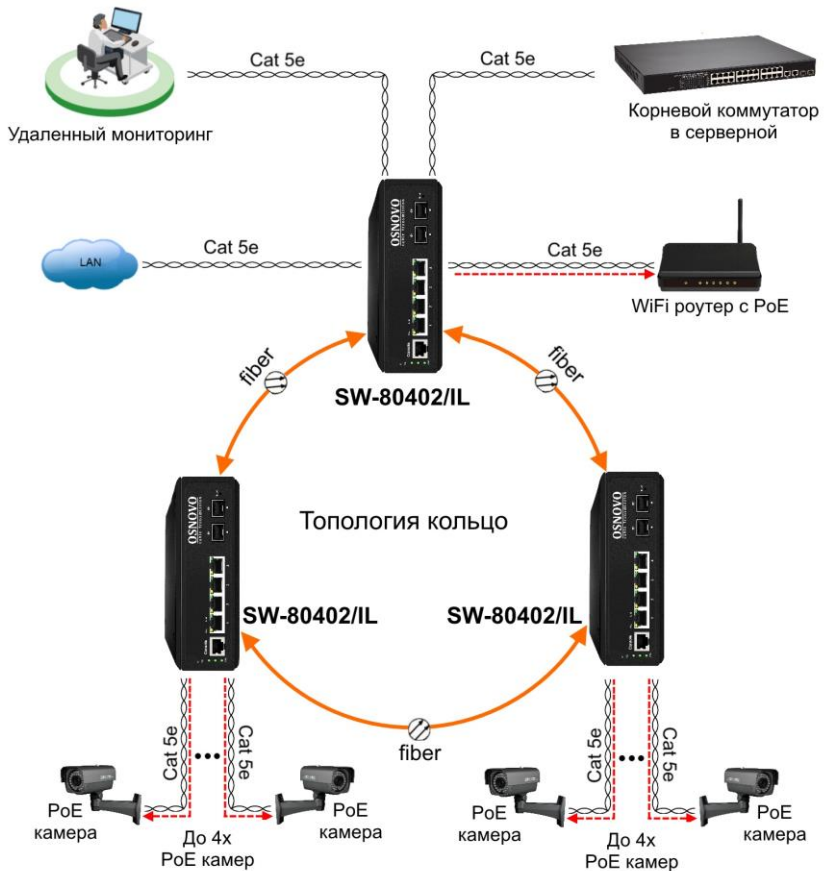 Cat 5e
Cat 5e
Удаленный мониторинг
Корневой коммутатор
в серверной
OSNOVO
LAN
Cat 5e
Cat 5e
WiFi роутер с PoE
Console
fiber
fiber
SW-80402/IL
OSNOVO
OSNOVO
Топология кольцо
SW-80402/IL
SW-80402/IL
Console
Console
fiber
Cat 5e
Cat 5e
Cat 5e
Cat 5e
PoE
камера
PoE
камера
До 4х
PoE камер
PoE
камера
PoE
камера
До 4х
PoE камер